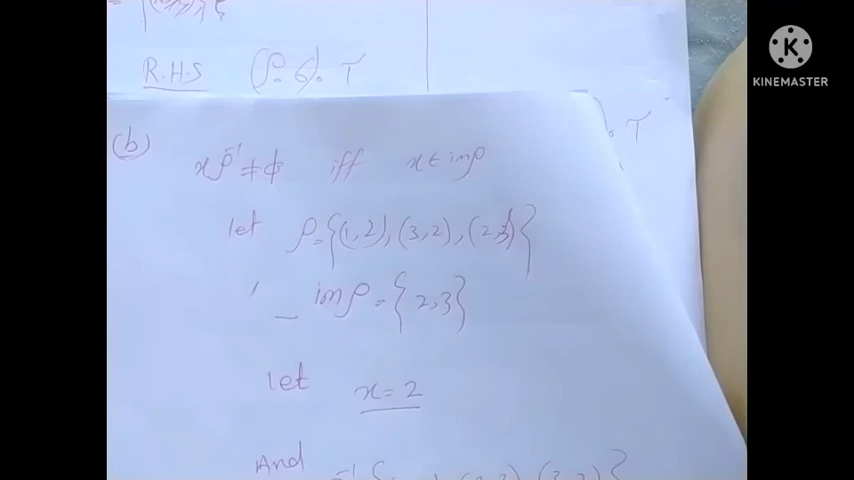 R.H.S (ρ∘σ)∘τ
KINEMASTER
∘τ
(b) xρ⁻¹ ≠ ϕ iff x ∈ imρ
let ρ = {(1,2), (3,2), (2,3)}
imρ = {2,3}
let x = 2
And